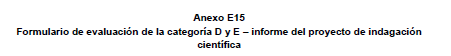 Anexo E15
Formulario de evaluación de la categoría D y E – informe del proyecto de indagación
científica